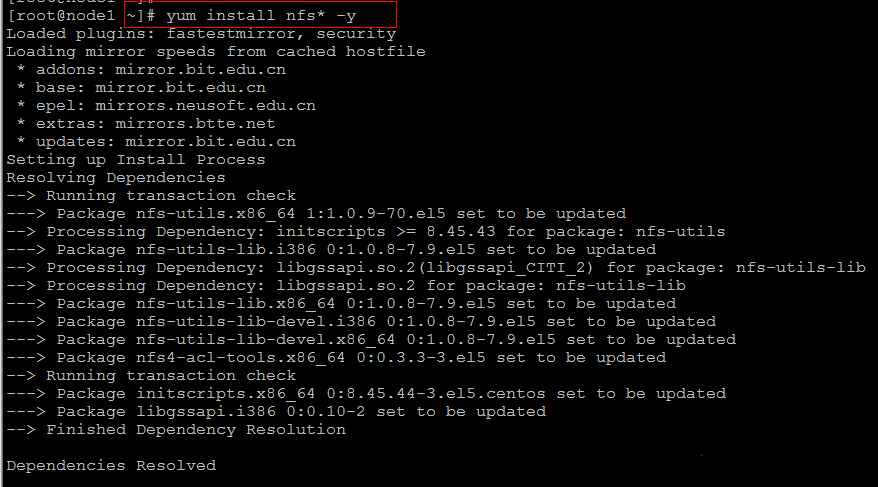 [root@node1 ~]#
[root@node1 ~]# yum install nfs* -y
Loaded plugins: fastestmirror, security
Loading mirror speeds from cached hostfile
 * addons: mirror.bit.edu.cn
 * base: mirror.bit.edu.cn
 * epel: mirrors.neusoft.edu.cn
 * extras: mirrors.btte.net
 * updates: mirror.bit.edu.cn
Setting up Install Process
Resolving Dependencies
--> Running transaction check
---> Package nfs-utils.x86_64 1:1.0.9-70.el5 set to be updated
--> Processing Dependency: initscripts >= 8.45.43 for package: nfs-utils
---> Package nfs-utils-lib.i386 0:1.0.8-7.9.el5 set to be updated
--> Processing Dependency: libgssapi.so.2(libgssapi_CITI_2) for package: nfs-utils-lib
--> Processing Dependency: libgssapi.so.2 for package: nfs-utils-lib
---> Package nfs-utils-lib.x86_64 0:1.0.8-7.9.el5 set to be updated
---> Package nfs-utils-lib-devel.i386 0:1.0.8-7.9.el5 set to be updated
---> Package nfs-utils-lib-devel.x86_64 0:1.0.8-7.9.el5 set to be updated
---> Package nfs4-acl-tools.x86_64 0:0.3.3-3.el5 set to be updated
--> Running transaction check
---> Package initscripts.x86_64 0:8.45.44-3.el5.centos set to be updated
---> Package libgssapi.i386 0:0.10-2 set to be updated
--> Finished Dependency Resolution
Dependencies Resolved